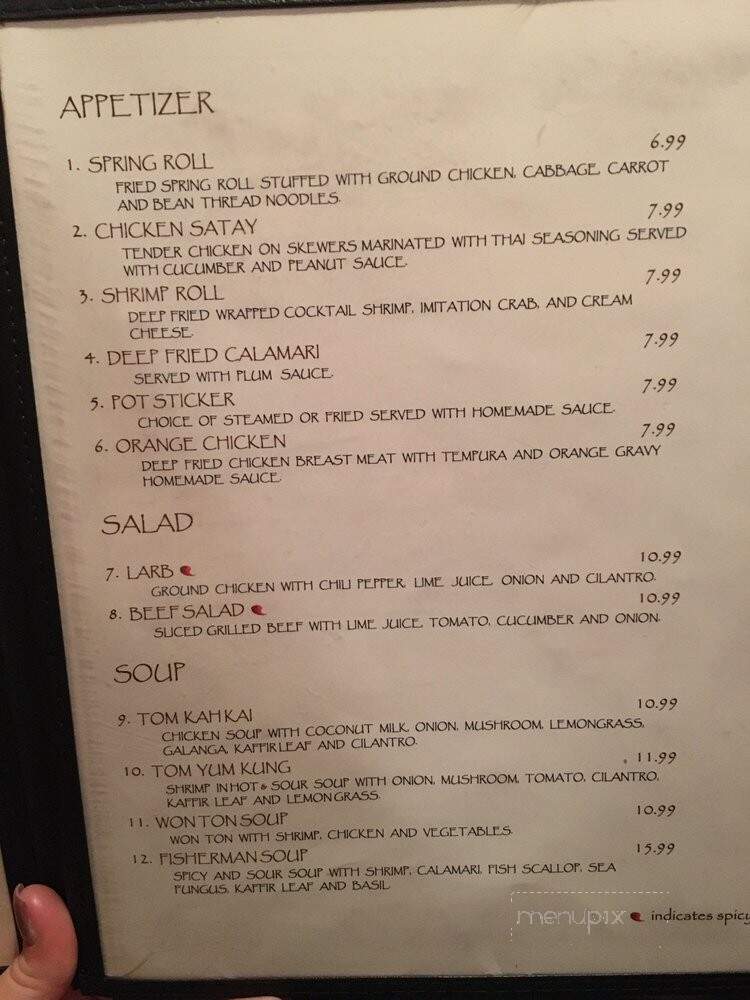 APPETIZER
6.99
1. SPRING ROLL
FRIED SPRING ROLL STUFFED WITH GROUND CHICKEN, CABBAGE, CARROT
AND BEAN THREAD NOODLES.
7.99
2. CHICKEN SATAY
TENDER CHICKEN ON SKEWERS MARINATED WITH THAI SEASONING SERVED
WITH CUCUMBER AND PEANUT SAUCE.
7.99
3. SHRIMP ROLL
DEEP FRIED WRAPPED COCKTAIL SHRIMP, IMITATION CRAB, AND CREAM
CHEESE.
7.99
4. DEEP FRIED CALAMARI
SERVED WITH PLUM SAUCE.
7.99
5. POT STICKER
CHOICE OF STEAMED OR FRIED SERVED WITH HOMEMADE SAUCE.
7.99
6. ORANGE CHICKEN
DEEP FRIED CHICKEN BREAST MEAT WITH TEMPURA AND ORANGE GRAVY
HOMEMADE SAUCE.
SALAD
10.99
7. LARB
GROUND CHICKEN WITH CHILI PEPPER, LIME JUICE, ONION AND CILANTRO.
10.99
8. BEEF SALAD
SLICED GRILLED BEEF WITH LIME JUICE, TOMATO, CUCUMBER AND ONION.
SOUP
10.99
9. TOM KAH KAI
CHICKEN SOUP WITH COCONUT MILK, ONION, MUSHROOM, LEMONGRASS,
GALANGA, KAFFIR LEAF AND CILANTRO.
11.99
10. TOM YUM KUNG
SHRIMP IN HOT & SOUR SOUP WITH ONION, MUSHROOM, TOMATO, CILANTRO,
KAFFIR LEAF AND LEMONGRASS.
10.99
11. WON TON SOUP
WON TON WITH SHRIMP, CHICKEN AND VEGETABLES.
15.99
12. FISHERMAN SOUP
SPICY AND SOUR SOUP WITH SHRIMP, CALAMARI, FISH SCALLOP, SEA
FUNGUS, KAFFIR LEAF AND BASIL
menupix indicates spicy